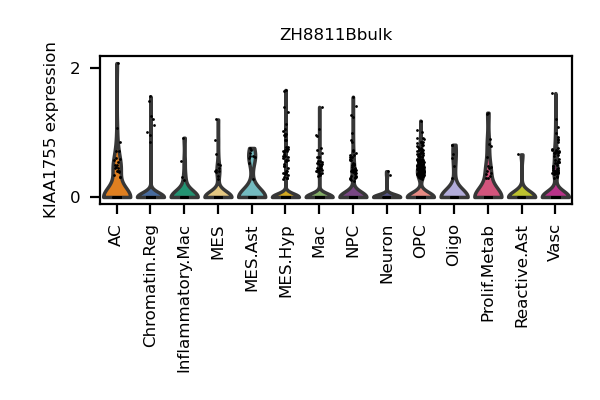 ZH8811Bbulk
KIAA1755 expression
2
0
AC
Chromatin.Reg
Inflammatory.Mac
MES
MES.Ast
MES.Hyp
Mac
NPC
Neuron
OPC
Oligo
Prolif.Metab
Reactive.Ast
Vasc